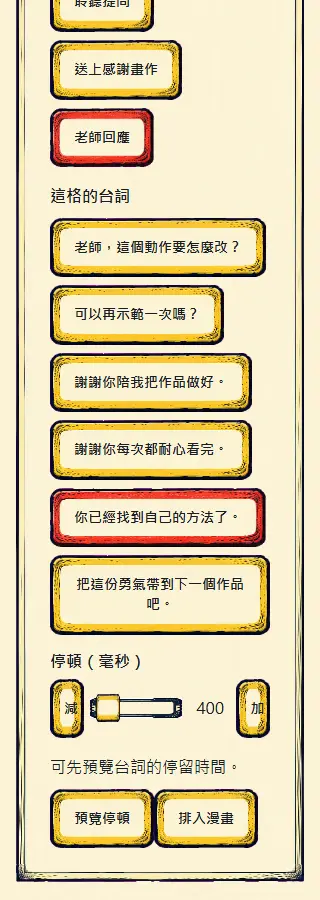 聆聽提問
送上感謝畫作
老師回應
這格的台詞
老師，這個動作要怎麼改？
可以再示範一次嗎？
謝謝你陪我把作品做好。
謝謝你每次都耐心看完。
你已經找到自己的方法了。
把這份勇氣帶到下一個作品
吧。
停頓（毫秒）
減 400 加
可先預覽台詞的停留時間。
預覽停頓 排入漫畫